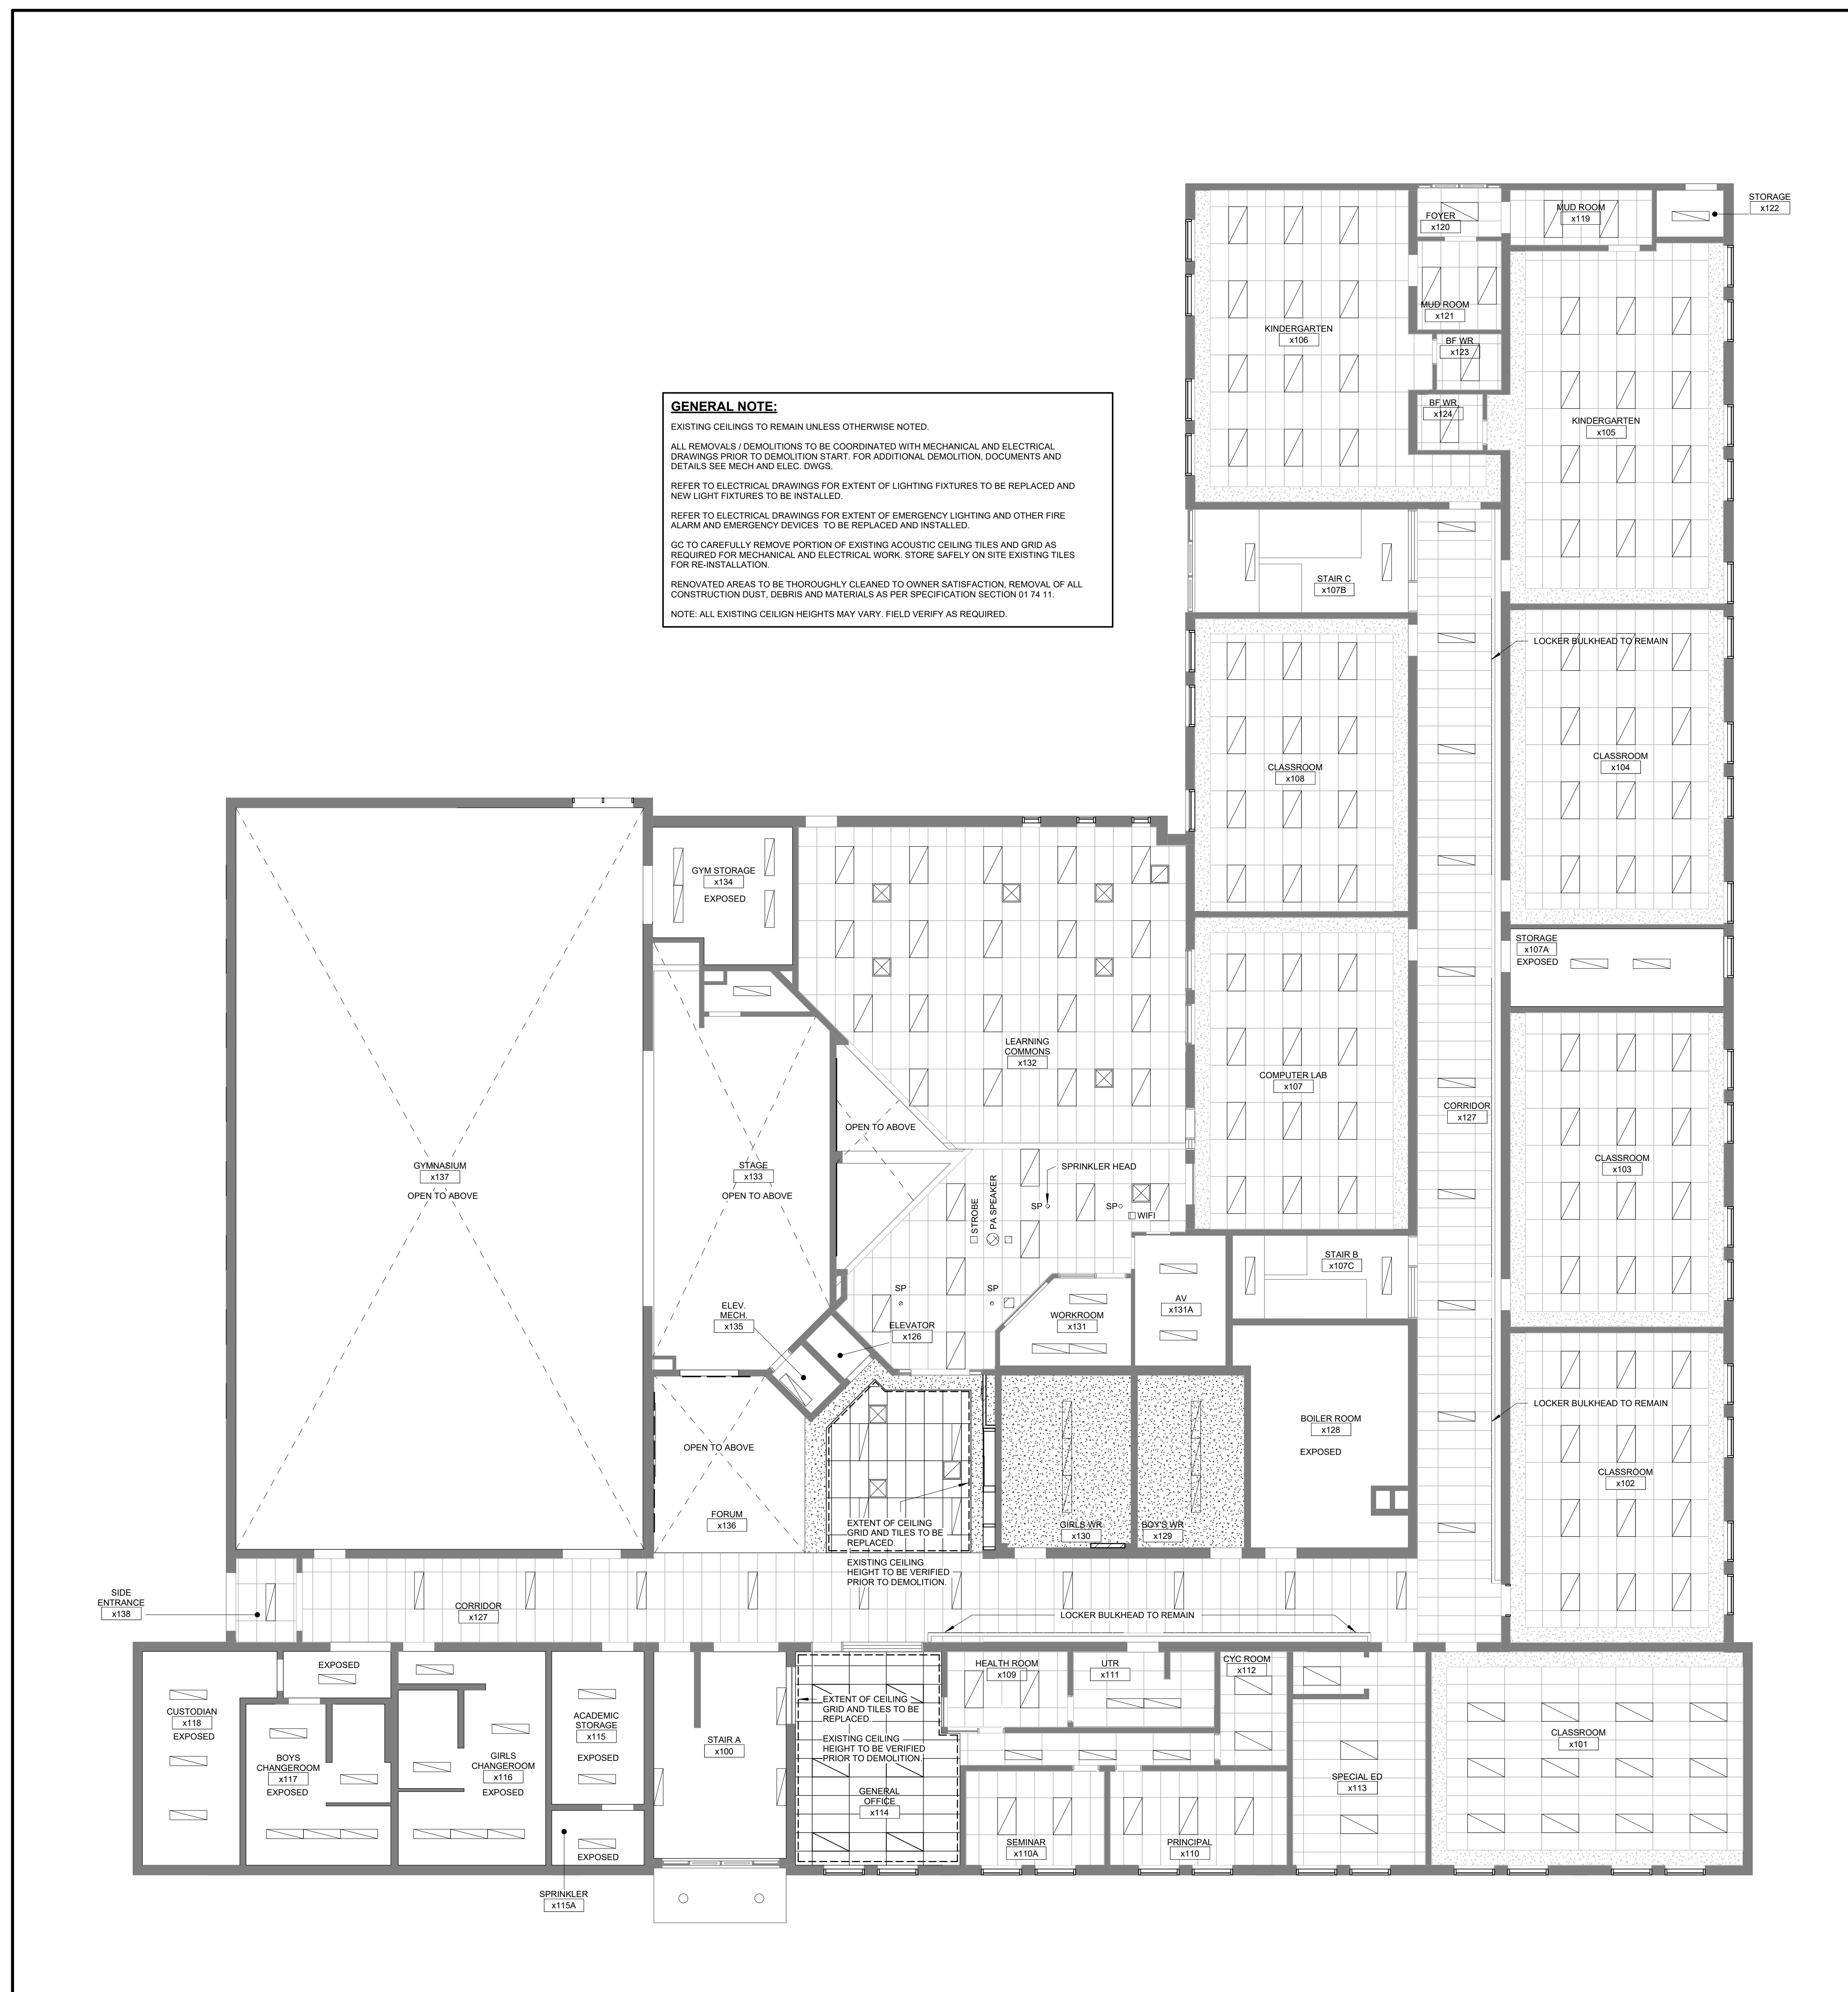 STORAGE
x122
MUD ROOM
x119
FOYER
x120
MUD ROOM
x121
KINDERGARTEN
x106
BF WR
x123
BF WR
x124
KINDERGARTEN
x105
GENERAL NOTE:
EXISTING CEILINGS TO REMAIN UNLESS OTHERWISE NOTED.
ALL REMOVALS / DEMOLITIONS TO BE COORDINATED WITH MECHANICAL AND ELECTRICAL
DRAWINGS PRIOR TO DEMOLITION START. FOR ADDITIONAL DEMOLITION, DOCUMENTS AND
DETAILS SEE MECH AND ELEC. DWGS.
REFER TO ELECTRICAL DRAWINGS FOR EXTENT OF LIGHTING FIXTURES TO BE REPLACED AND
NEW LIGHT FIXTURES TO BE INSTALLED.
REFER TO ELECTRICAL DRAWINGS FOR EXTENT OF EMERGENCY LIGHTING AND OTHER FIRE
ALARM AND EMERGENCY DEVICES TO BE REPLACED AND INSTALLED.
GC TO CAREFULLY REMOVE PORTION OF EXISTING ACOUSTIC CEILING TILES AND GRID AS
REQUIRED FOR MECHANICAL AND ELECTRICAL WORK. STORE SAFELY ON SITE EXISTING TILES
FOR RE-INSTALLATION.
RENOVATED AREAS TO BE THOROUGHLY CLEANED TO OWNER SATISFACTION, REMOVAL OF ALL
CONSTRUCTION DUST, DEBRIS AND MATERIALS AS PER SPECIFICATION SECTION 01 74 11.
NOTE: ALL EXISTING CEILIGN HEIGHTS MAY VARY. FIELD VERIFY AS REQUIRED.
STAIR C
x107B
LOCKER BULKHEAD TO REMAIN
CLASSROOM
x104
CLASSROOM
x108
GYM STORAGE
x134
EXPOSED
STORAGE
x107A
EXPOSED
LEARNING
COMMONS
x132
COMPUTER LAB
x107
CORRIDOR
x127
OPEN TO ABOVE
CLASSROOM
x103
GYMNASIUM
x137
OPEN TO ABOVE
STAGE
x133
OPEN TO ABOVE
SPRINKLER HEAD
STROBE
PA SPEAKER
SP
SP
WIFI
STAIR B
x107C
SP
SP
AV
x131A
ELEV.
MECH.
x135
ELEVATOR
x126
WORKROOM
x131
LOCKER BULKHEAD TO REMAIN
BOILER ROOM
x128
EXPOSED
OPEN TO ABOVE
CLASSROOM
x102
FORUM
x136
EXTENT OF CEILING
GRID AND TILES TO BE
REPLACED.
EXISTING CEILING
HEIGHT TO BE VERIFIED
PRIOR TO DEMOLITION.
GIRLS WR
x130
BOY'S WR
x129
SIDE
ENTRANCE
x138
CORRIDOR
x127
LOCKER BULKHEAD TO REMAIN
EXPOSED
HEALTH ROOM
x109
UTR
x111
CYC ROOM
x112
CUSTODIAN
x118
EXPOSED
ACADEMIC
STORAGE
x115
EXPOSED
STAIR A
x100
EXTENT OF CEILING
GRID AND TILES TO BE
REPLACED.
EXISTING CEILING
HEIGHT TO BE VERIFIED
PRIOR TO DEMOLITION.
CLASSROOM
x101
BOYS
CHANGEROOM
x117
EXPOSED
GIRLS
CHANGEROOM
x116
EXPOSED
GENERAL
OFFICE
x114
SPECIAL ED
x113
SEMINAR
x110A
PRINCIPAL
x110
EXPOSED
SPRINKLER
x115A